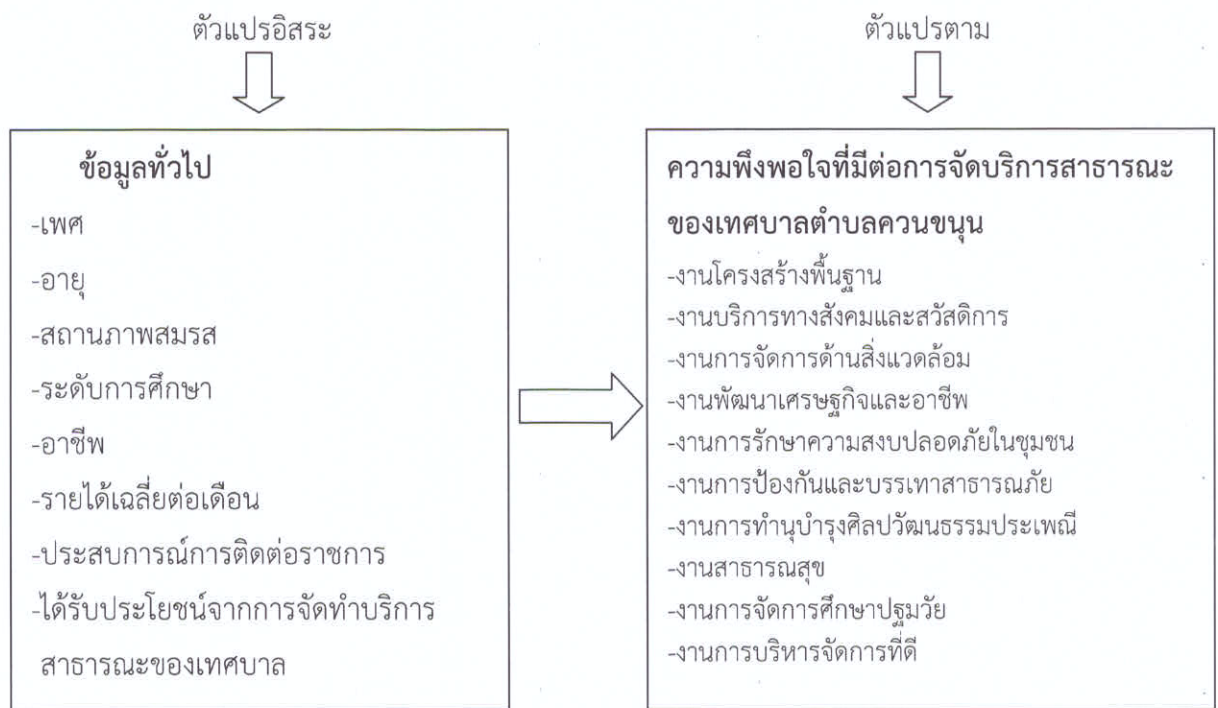 ตัวแปรอิสระ
ข้อมูลทั่วไป
-เพศ
-อายุ
-สถานภาพสมรส
-ระดับการศึกษา
-อาชีพ
-รายได้เฉลี่ยต่อเดือน
-ประสบการณ์การติดต่อราชการ
-ได้รับประโยชน์จากการจัดทำบริการ
สาธารณะของเทศบาล
ตัวแปรตาม
ความพึงพอใจที่มีต่อการจัดบริการสาธารณะ
ของเทศบาลตำบลควนขนุน
-งานโครงสร้างพื้นฐาน
-งานบริการทางสังคมและสวัสดิการ
-งานการจัดการด้านสิ่งแวดล้อม
-งานพัฒนาเศรษฐกิจและอาชีพ
-งานการรักษาความสงบปลอดภัยในชุมชน
-งานการป้องกันและบรรเทาสาธารณภัย
-งานการทำนุบำรุงศิลปวัฒนธรรมประเพณี
-งานสาธารณสุข
-งานการจัดการศึกษาปฐมวัย
-งานการบริหารจัดการที่ดี